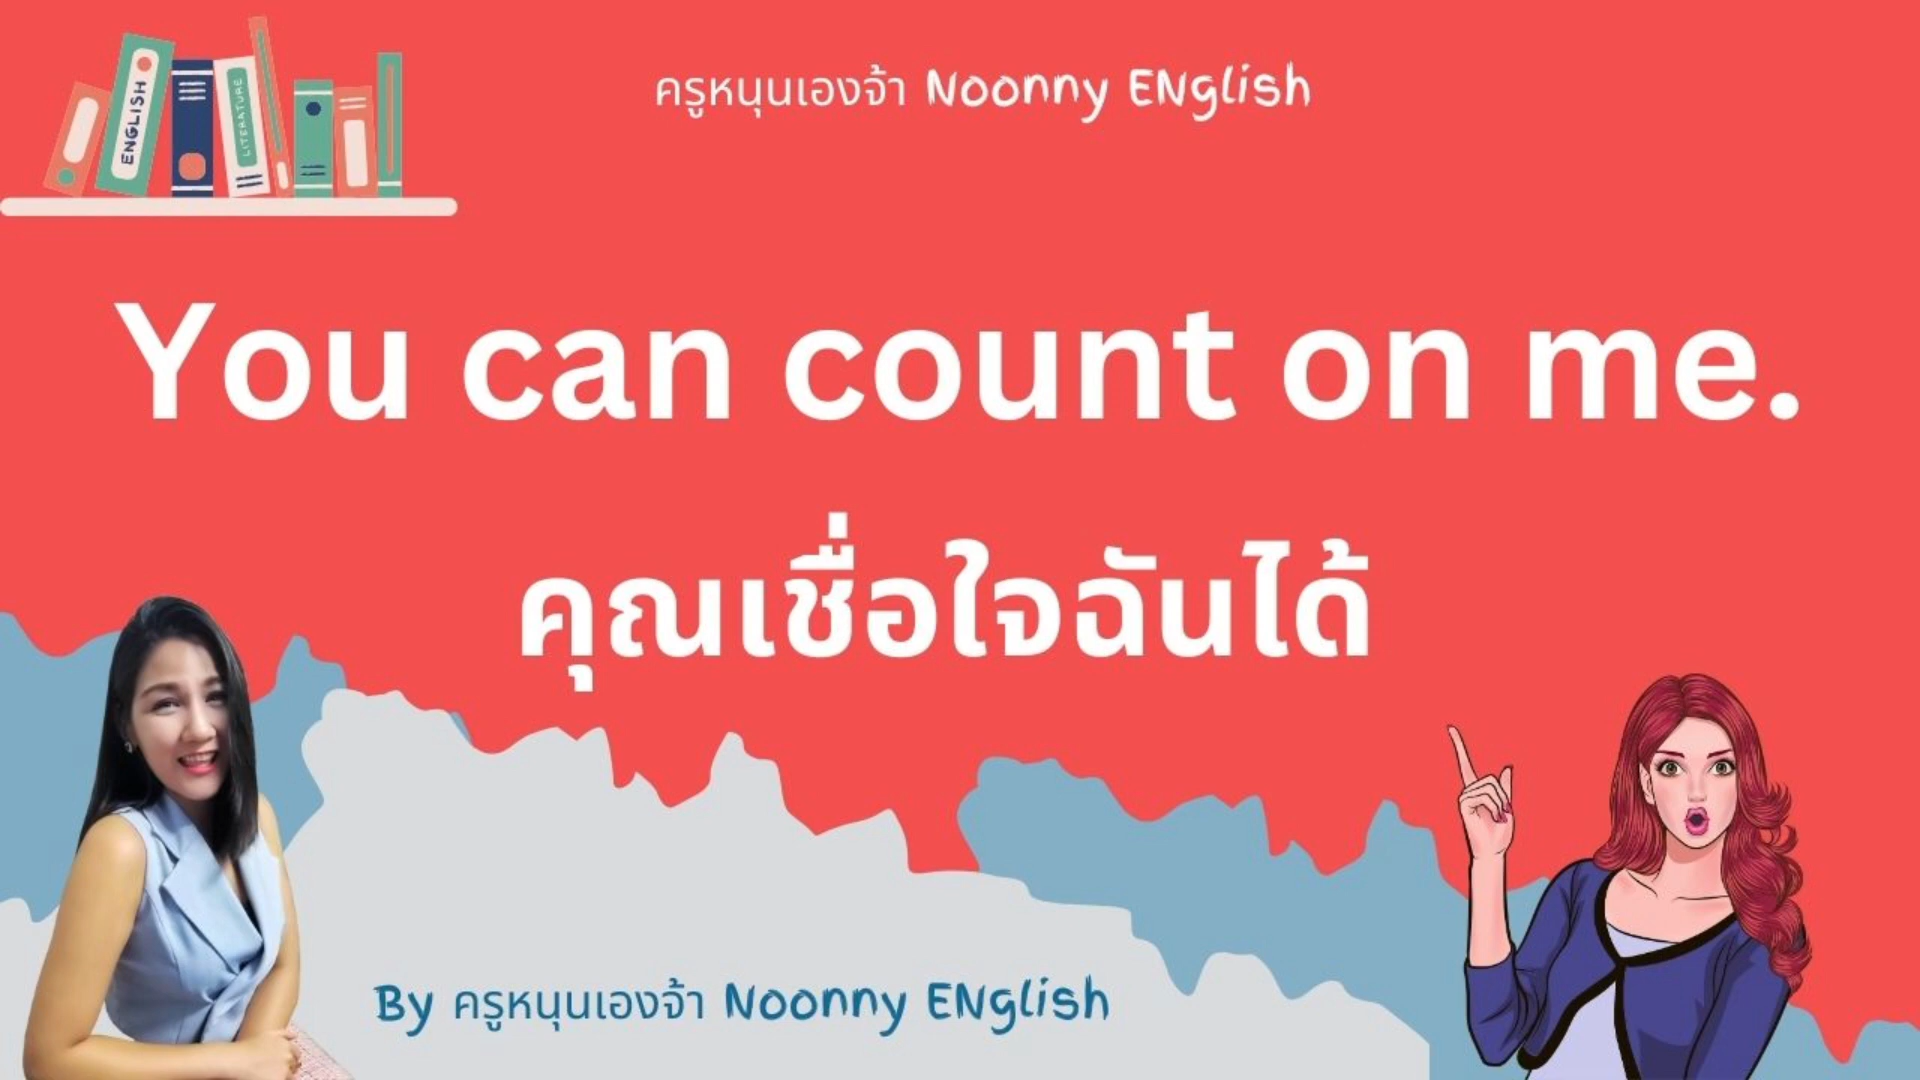 ENGLISH
LITERATURE
ครูหนุนเองจ้า Noonny ENglish
You can count on me.
คุณเชื่อใจฉันได้
By ครูหนุนเองจ้า Noonny ENglish